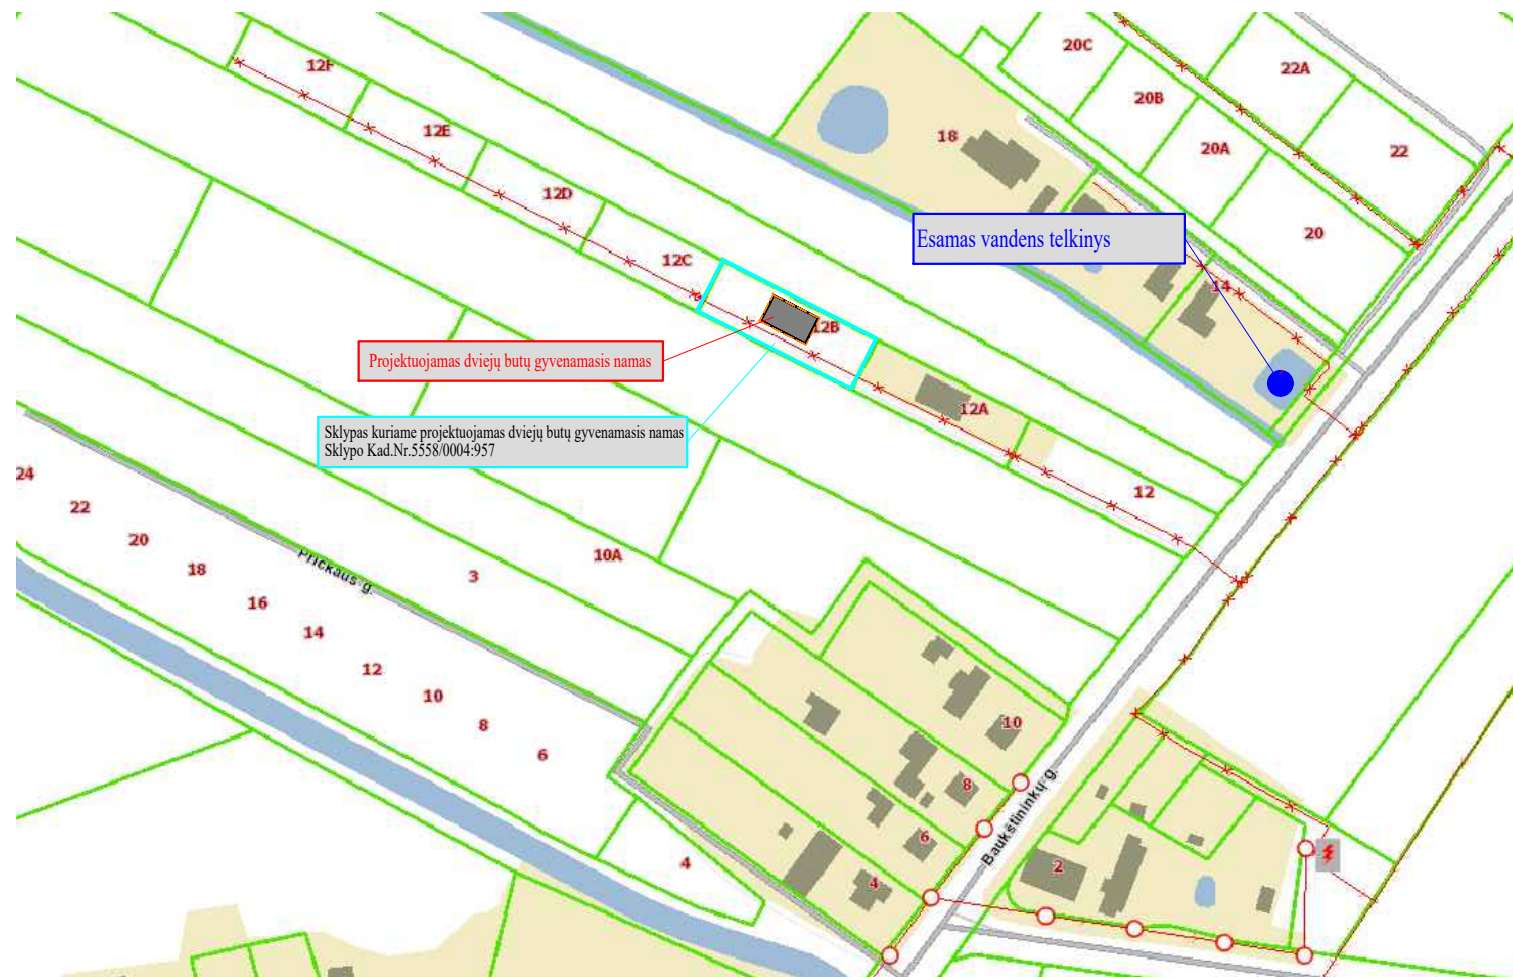 20C
22A
12F
20B
12E
18
20A
22
12D
20
Esamas vandens telkinys
12C
14
12B
Projektuojamas dviejų butų gyvenamasis namas
12A
Sklypas kuriame projektuojamas dviejų butų gyvenamasis namas
Sklypo Kad.Nr.5558/0004:957
24
12
22
20
10A
Pričkaus g.
18
3
16
14
12
10
10
8
6
8
Baukštininkų g.
6
4
2
4